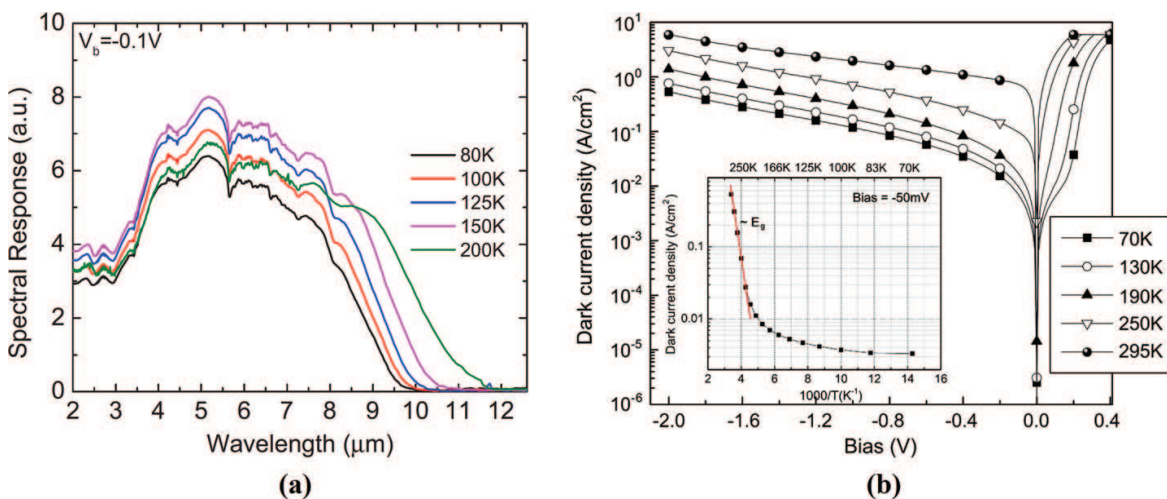 V_b=-0.1V
10
8
6
4
2
0
Spectral Response (a.u.)
80K
100K
125K
150K
200K
2 3 4 5 6 7 8 9 10 11 12
Wavelength (μm)
(a)
10^1
10^0
10^-1
10^-2
10^-3
10^-4
10^-5
10^-6
Dark current density (A/cm²)
250K 166K 125K 100K 83K 70K
Bias = -50mV
~ E_g
0.1
0.01
Dark current density (A/cm²)
2 4 6 8 10 12 14 16
1000/T(K^-1)
70K
130K
190K
250K
295K
-2.0 -1.6 -1.2 -0.8 -0.4 0.0 0.4
Bias (V)
(b)